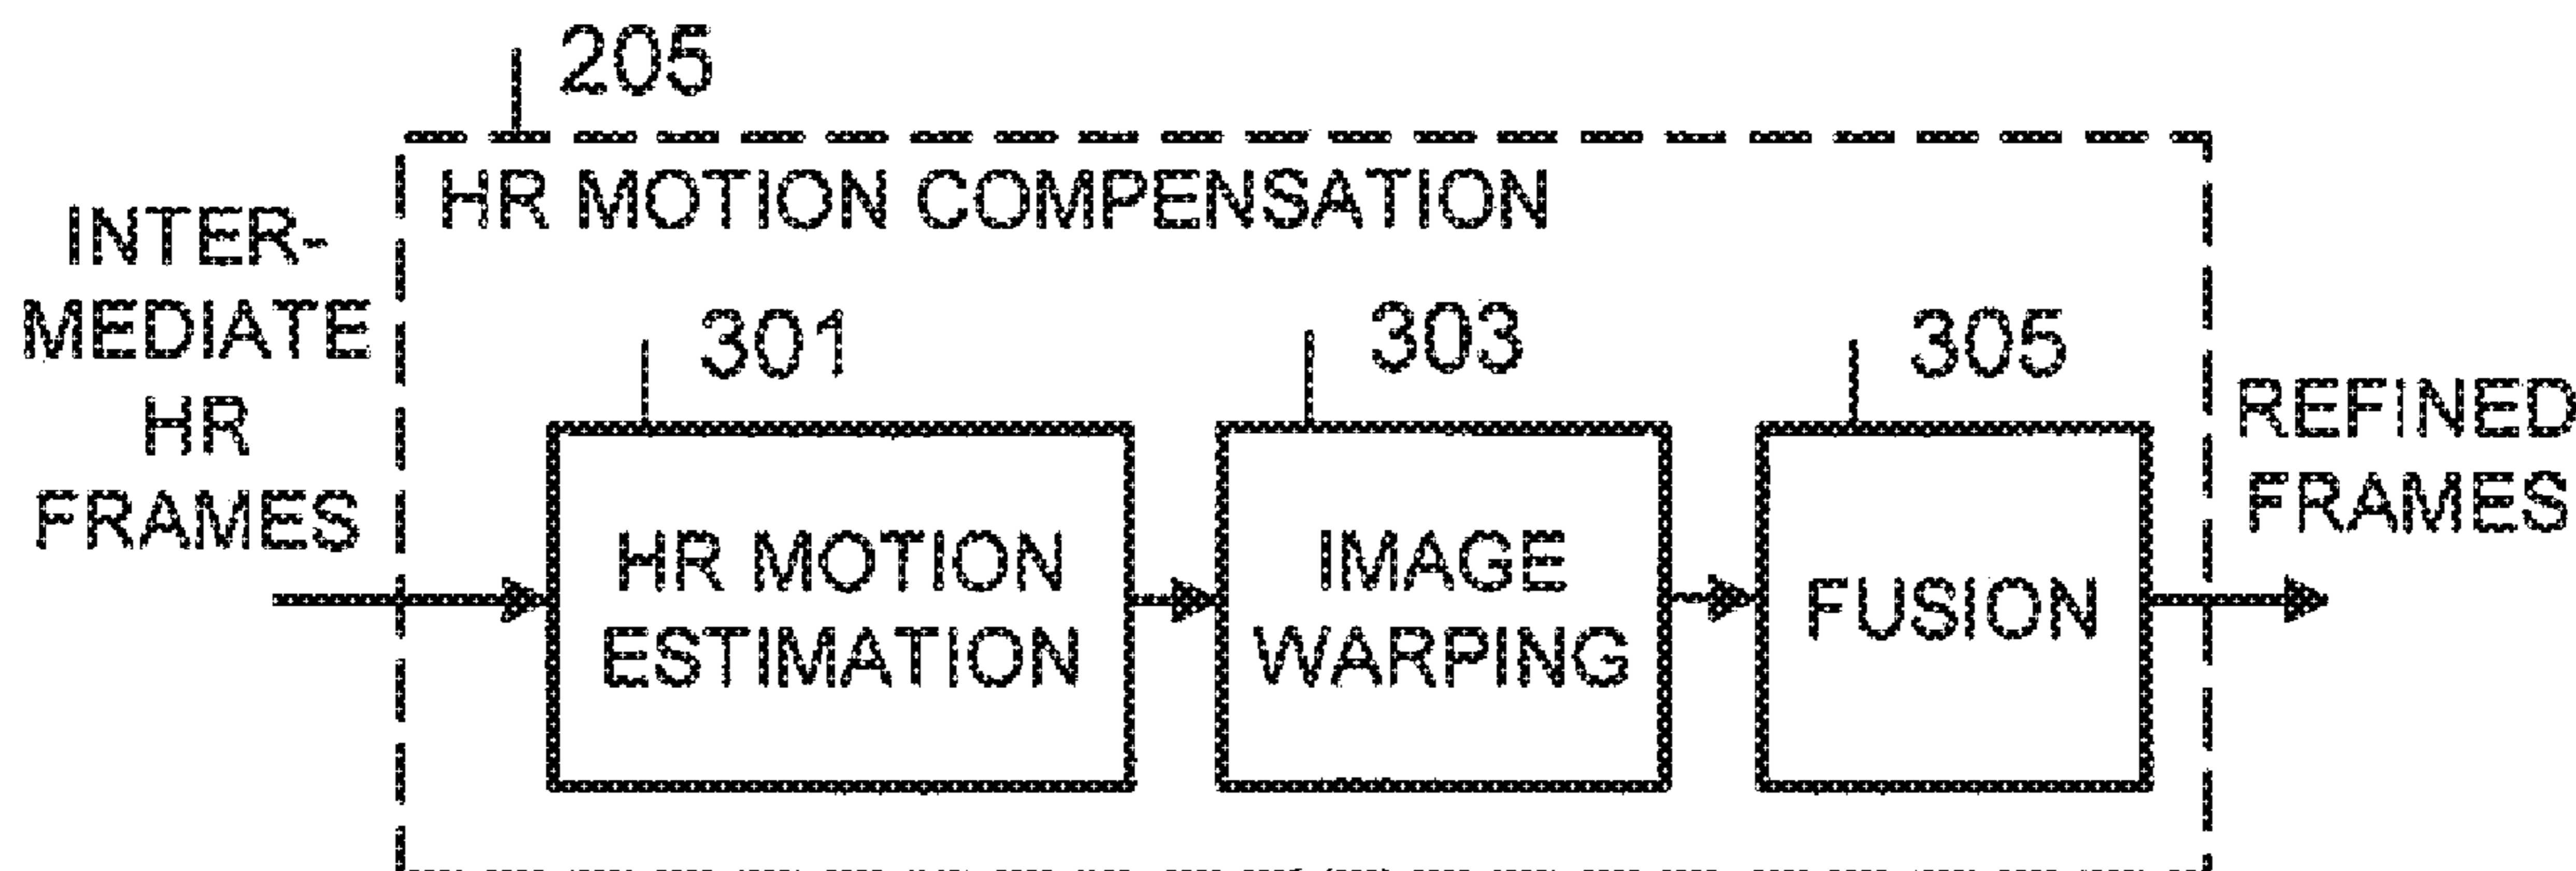 205
HR MOTION COMPENSATION
INTER-
MEDIATE
HR
FRAMES
301
HR MOTION
ESTIMATION
303
IMAGE
WARPING
305
FUSION
REFINED
FRAMES